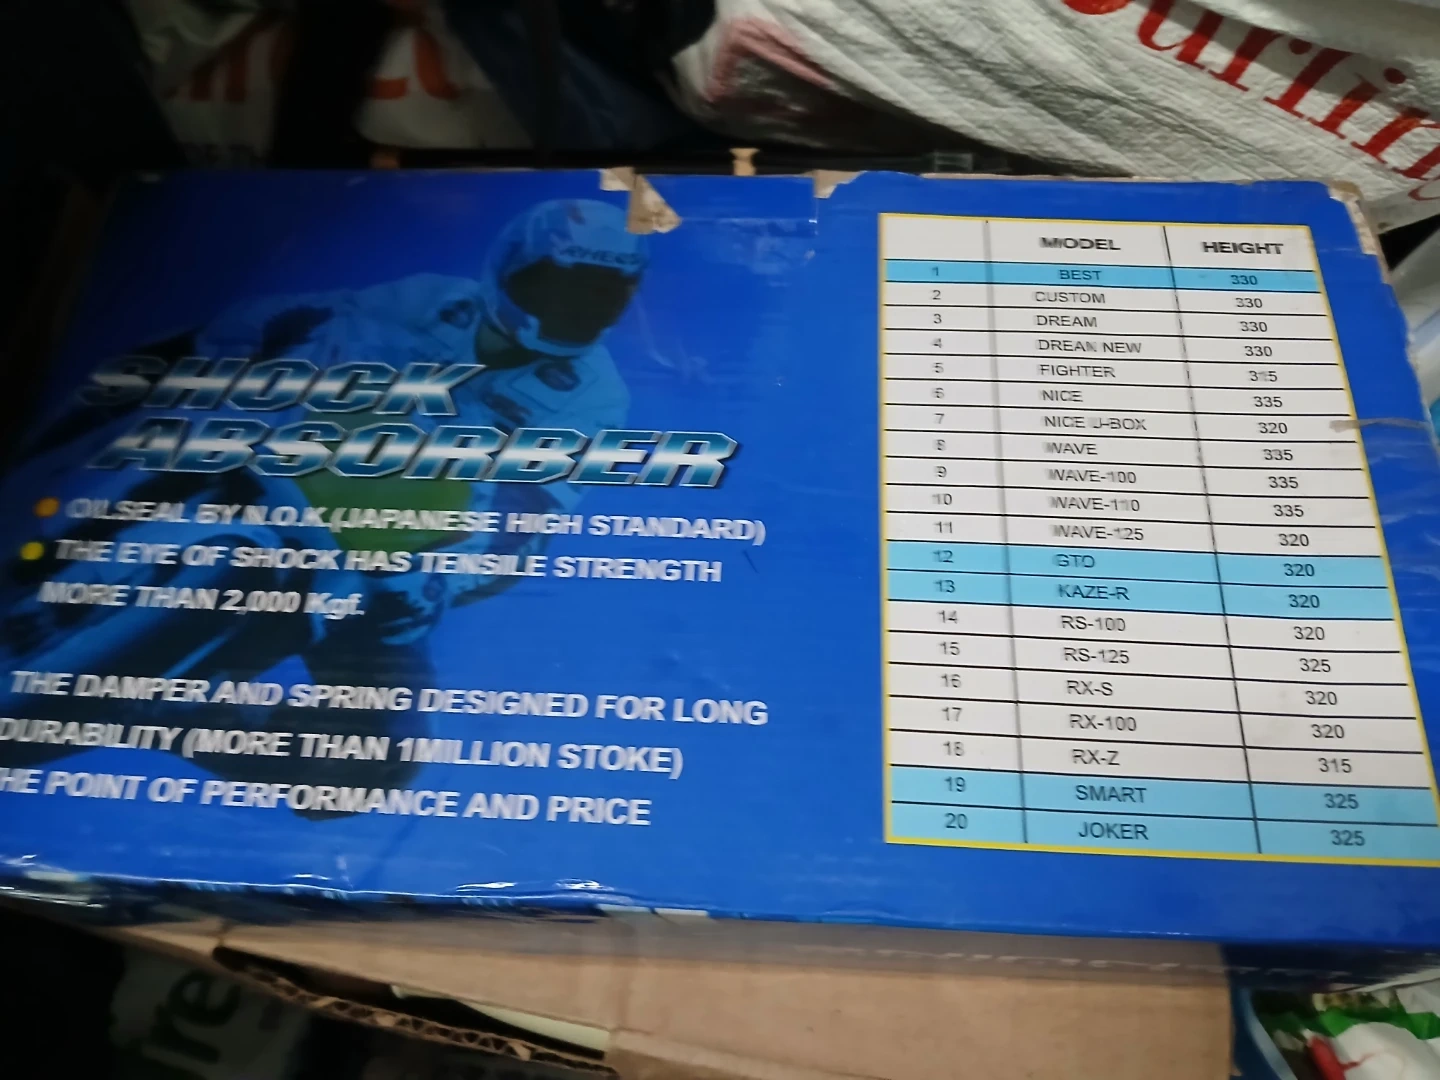 SHOCK
ABSORBER
OILSEAL BY N.O.K.(JAPANESE HIGH STANDARD)
THE EYE OF SHOCK HAS TENSILE STRENGTH
MORE THAN 2,000 Kgf.
THE DAMPER AND SPRING DESIGNED FOR LONG
DURABILITY (MORE THAN 1MILLION STOKE)
THE POINT OF PERFORMANCE AND PRICE
MODEL HEIGHT
1 BEST 330
2 CUSTOM 330
3 DREAM 330
4 DREAM NEW 330
5 FIGHTER 315
6 NICE 335
7 NICE U-BOX 320
8 WAVE 335
9 WAVE-100 335
10 WAVE-110 335
11 WAVE-125 320
12 GTO 320
13 KAZE-R 320
14 RS-100 320
15 RS-125 325
16 RX-S 320
17 RX-100 320
18 RX-Z 315
19 SMART 325
20 JOKER 325